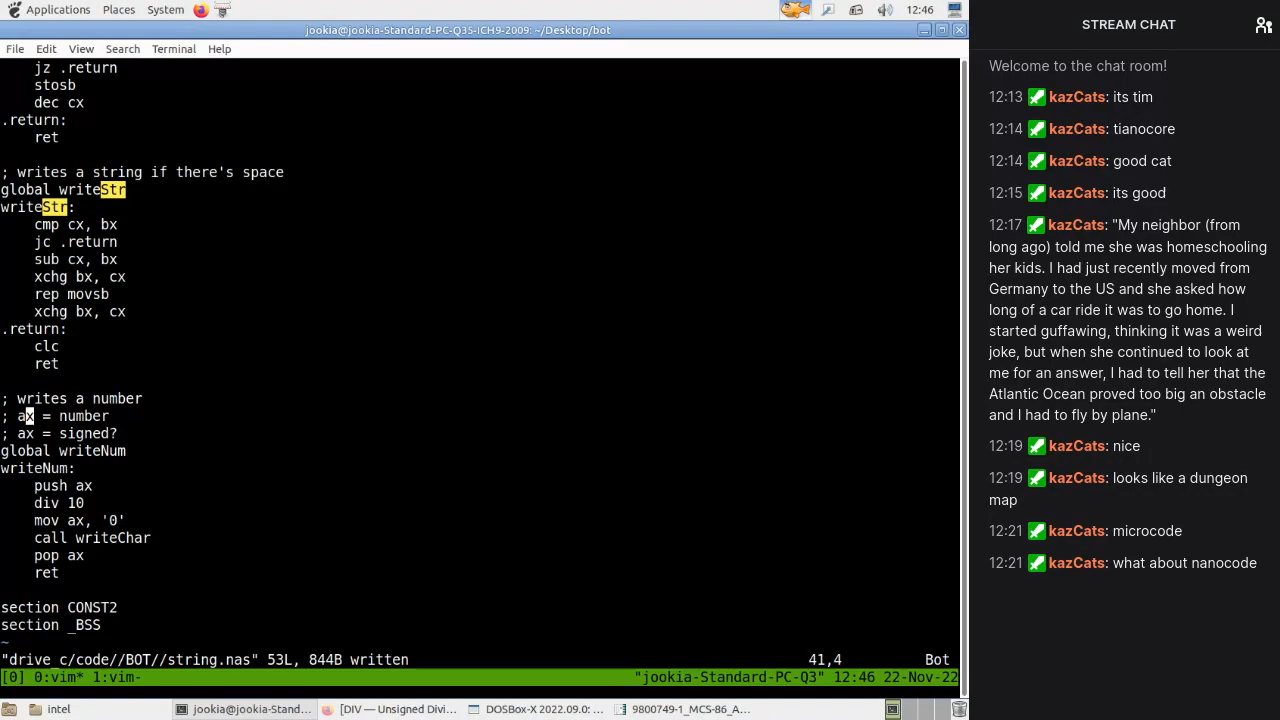 Applications Places System 12:46
jookia@jookia-Standard-PC-Q35-ICH9-2009: ~/Desktop/bot
File Edit View Search Terminal Help
jz .return
stosb
dec cx
.return:
ret
; writes a string if there's space
global writeStr
writeStr:
cmp cx, bx
jc .return
sub cx, bx
xchg bx, cx
rep movsb
xchg bx, cx
.return:
clc
ret
; writes a number
; ax = number
; ax = signed?
global writeNum
writeNum:
push ax
div 10
mov ax, '0'
call writeChar
pop ax
ret
section CONST2
section _BSS
~
"drive_c/code//BOT//string.nas" 53L, 844B written 41,4 Bot
[0] 0:vim* 1:vim- "jookia-Standard-PC-Q3" 12:46 22-Nov-22
intel jookia@jookia-Stand... [DIV — Unsigned Divi... DOSBox-X 2022.09.0: ... 9800749-1_MCS-86_A...
STREAM CHAT
Welcome to the chat room!
12:13 kazCats: its tim
12:14 kazCats: tianocore
12:14 kazCats: good cat
12:15 kazCats: its good
12:17 kazCats: "My neighbor (from
long ago) told me she was homeschooling
her kids. I had just recently moved from
Germany to the US and she asked how
long of a car ride it was to go home. I
started guffawing, thinking it was a weird
joke, but when she continued to look at
me for an answer, I had to tell her that the
Atlantic Ocean proved too big an obstacle
and I had to fly by plane."
12:19 kazCats: nice
12:19 kazCats: looks like a dungeon
map
12:21 kazCats: microcode
12:21 kazCats: what about nanocode